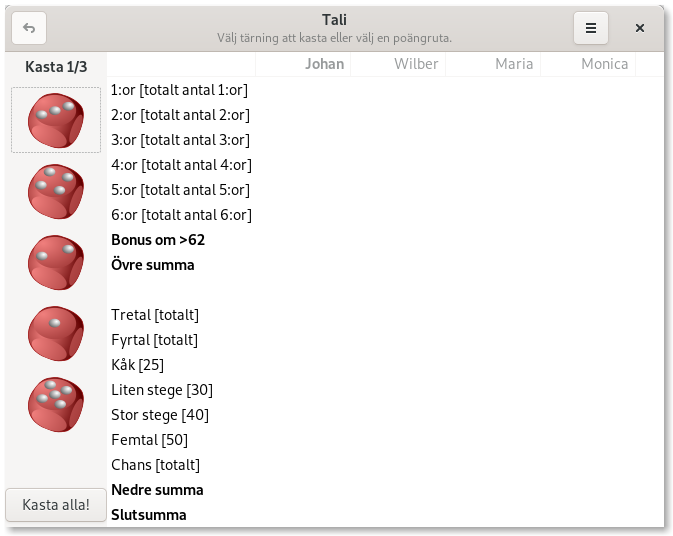 Tali
Välj tärning att kasta eller välj en poängruta.
Kasta 1/3
Johan Wilber Maria Monica
1:or [totalt antal 1:or]
2:or [totalt antal 2:or]
3:or [totalt antal 3:or]
4:or [totalt antal 4:or]
5:or [totalt antal 5:or]
6:or [totalt antal 6:or]
Bonus om >62
Övre summa
Tretal [totalt]
Fyrtal [totalt]
Kåk [25]
Liten stege [30]
Stor stege [40]
Femtal [50]
Chans [totalt]
Nedre summa
Slutsumma
Kasta alla!